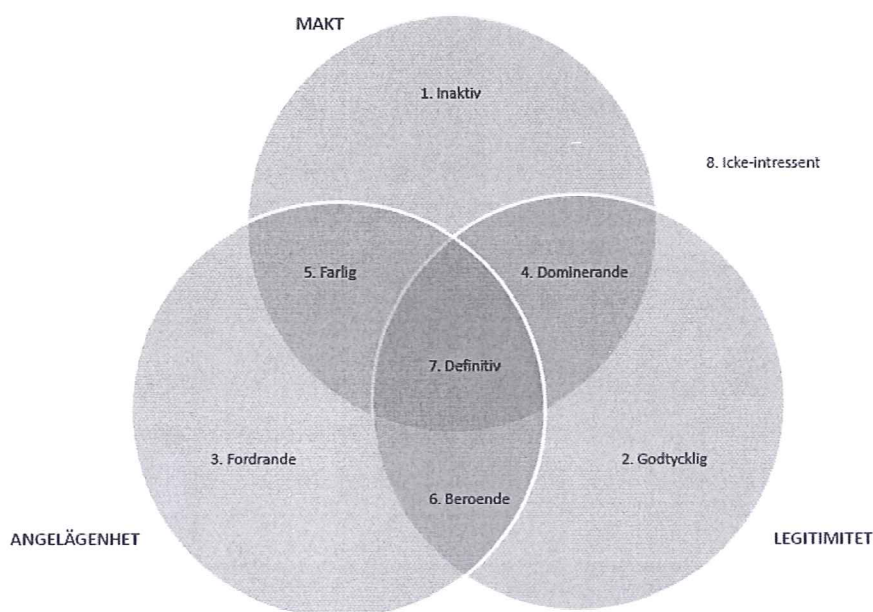 MAKT
1. Inaktiv
8. Icke-intressent
5. Farlig
4. Dominerande
7. Definitiv
3. Fordrande
2. Godtycklig
6. Beroende
ANGELÄGENHET
LEGITIMITET